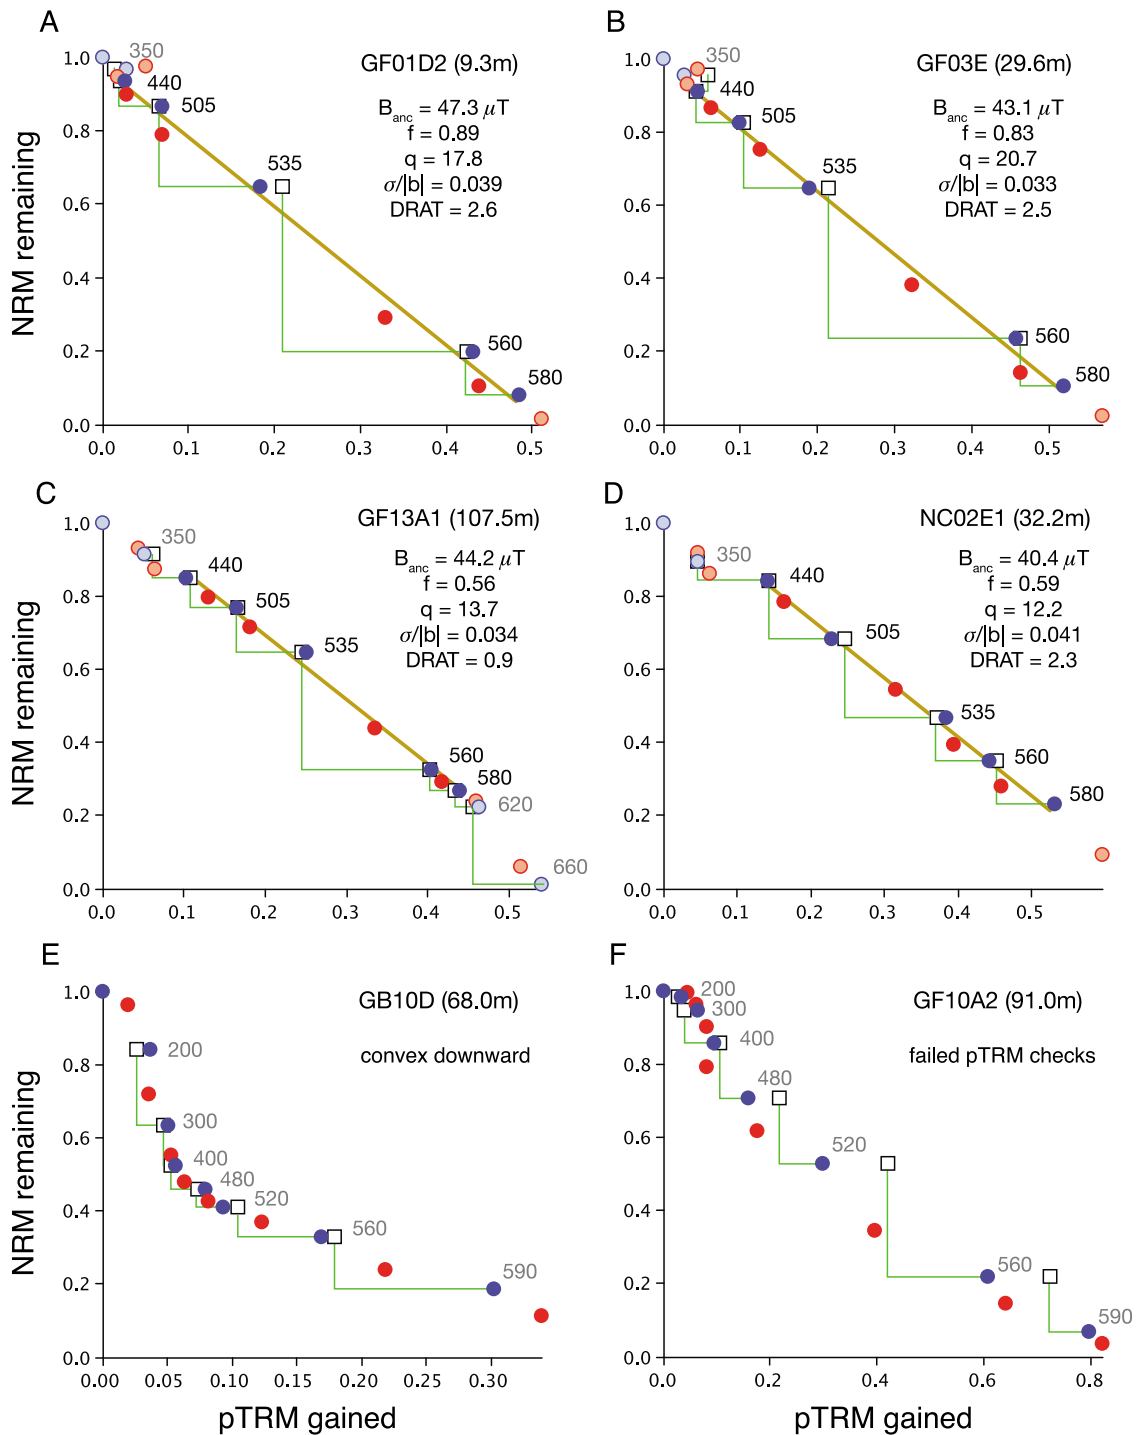 A
GF01D2 (9.3m)
B_anc = 47.3 μT
f = 0.89
q = 17.8
σ/|b| = 0.039
DRAT = 2.6
350
440
505
535
560
580
NRM remaining
1.0
0.8
0.6
0.4
0.2
0.0
0.0 0.1 0.2 0.3 0.4 0.5
B
GF03E (29.6m)
B_anc = 43.1 μT
f = 0.83
q = 20.7
σ/|b| = 0.033
DRAT = 2.5
350
440
505
535
560
580
1.0
0.8
0.6
0.4
0.2
0.0
0.0 0.1 0.2 0.3 0.4 0.5
C
GF13A1 (107.5m)
B_anc = 44.2 μT
f = 0.56
q = 13.7
σ/|b| = 0.034
DRAT = 0.9
350
440
505
535
560
580
620
660
NRM remaining
1.0
0.8
0.6
0.4
0.2
0.0
0.0 0.1 0.2 0.3 0.4 0.5
D
NC02E1 (32.2m)
B_anc = 40.4 μT
f = 0.59
q = 12.2
σ/|b| = 0.041
DRAT = 2.3
350
440
505
535
560
580
1.0
0.8
0.6
0.4
0.2
0.0
0.0 0.1 0.2 0.3 0.4 0.5
E
GB10D (68.0m)
convex downward
200
300
400
480
520
560
590
NRM remaining
1.0
0.8
0.6
0.4
0.2
0.0
0.00 0.05 0.10 0.15 0.20 0.25 0.30
pTRM gained
F
GF10A2 (91.0m)
failed pTRM checks
200
300
400
480
520
560
590
1.0
0.8
0.6
0.4
0.2
0.0
0.0 0.2 0.4 0.6 0.8
pTRM gained